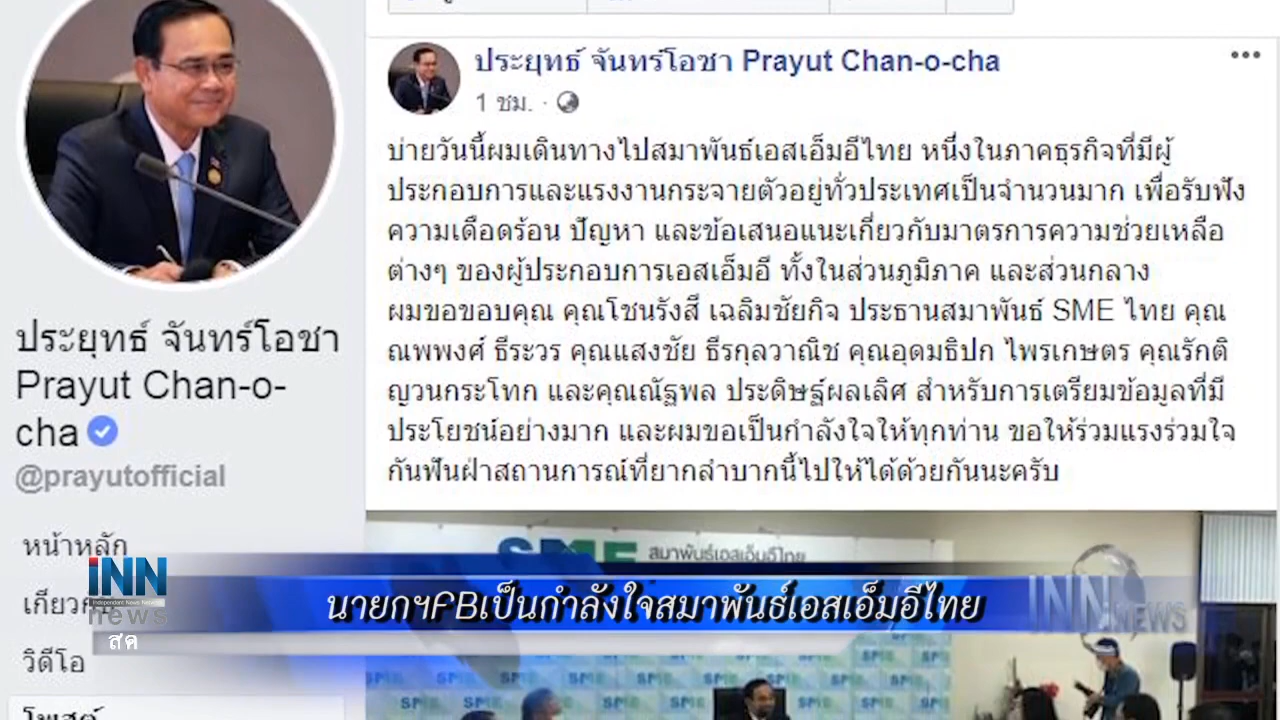 ประยุทธ์ จันทร์โอชา
Prayut Chan-o-
cha
@prayutofficial
หน้าหลัก
วิดีโอ
โพสต์
ประยุทธ์ จันทร์โอชา Prayut Chan-o-cha
1 ชม. ·
บ่ายวันนี้ผมเดินทางไปสมาพันธ์เอสเอ็มอีไทย หนึ่งในภาคธุรกิจที่มีผู้
ประกอบการและแรงงานกระจายตัวอยู่ทั่วประเทศเป็นจำนวนมาก เพื่อรับฟัง
ความเดือดร้อน ปัญหา และข้อเสนอแนะเกี่ยวกับมาตรการความช่วยเหลือ
ต่างๆ ของผู้ประกอบการเอสเอ็มอี ทั้งในส่วนภูมิภาค และส่วนกลาง
ผมขอขอบคุณ คุณโชนรังสี เฉลิมชัยกิจ ประธานสมาพันธ์ SME ไทย คุณ
ณพพงศ์ ธีระวร คุณแสงชัย ธีรกุลวาณิช คุณอุดมธิปก ไพรเกษตร คุณรักติ
ญวนกระโทก และคุณณัฐพล ประดิษฐ์ผลเลิศ สำหรับการเตรียมข้อมูลที่มี
ประโยชน์อย่างมาก และผมขอเป็นกำลังใจให้ทุกท่าน ขอให้ร่วมแรงร่วมใจ
กันฟันฝ่าสถานการณ์ที่ยากลำบากนี้ไปให้ได้ด้วยกันนะครับ
SME สมาพันธ์เอสเอ็มอีไทย
iNN
Independent News Network
news
สด
นายกฯFBเป็นกำลังใจสมาพันธ์เอสเอ็มอีไทย
INN NEWS
SME SME SME SME SME